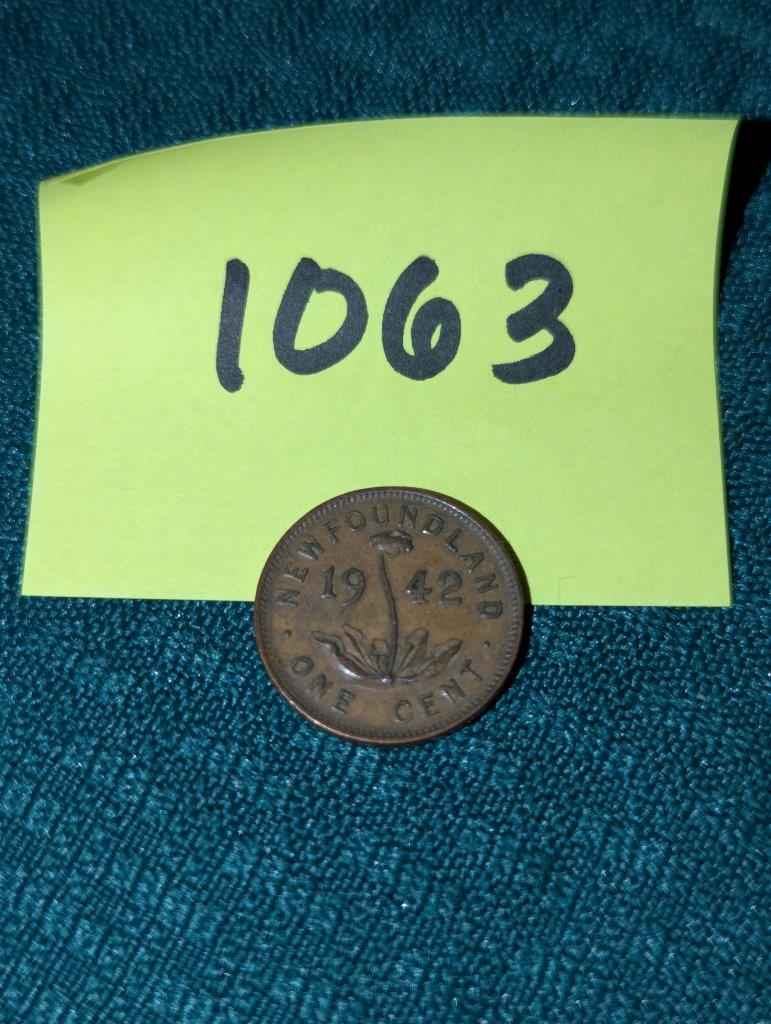 1063
NEWFOUNDLAND
1942
ONE CENT